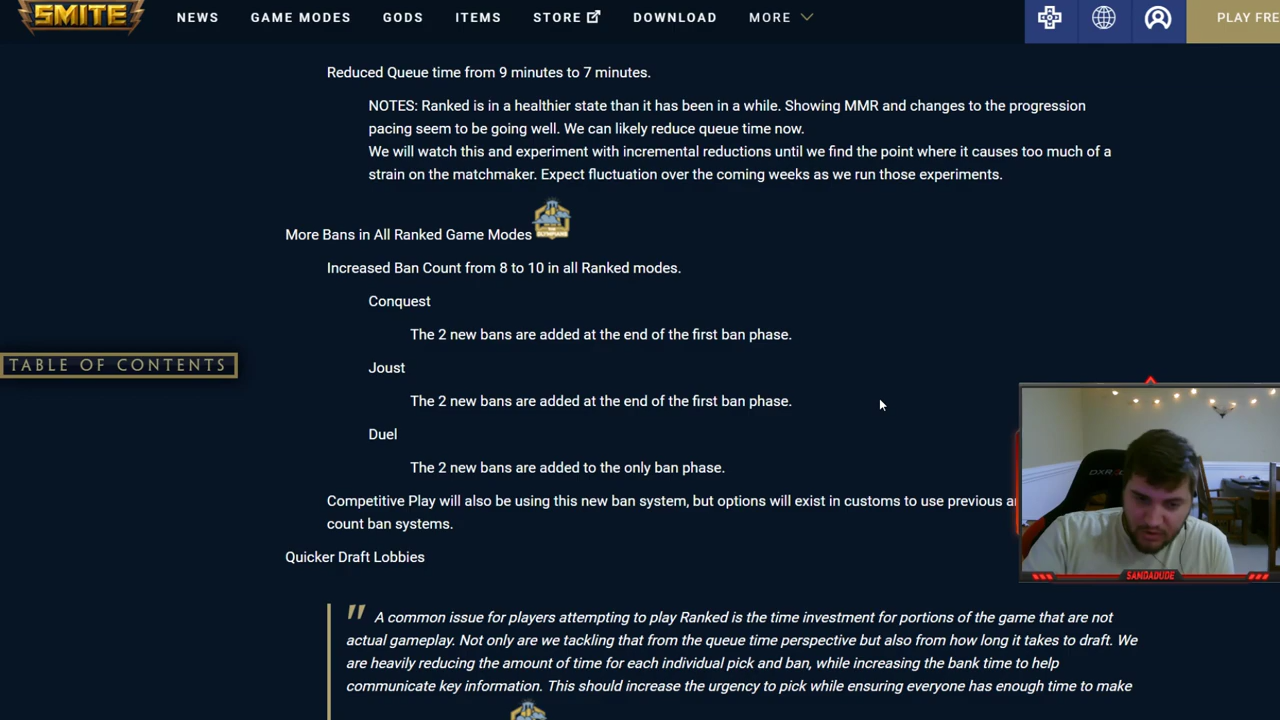 SMITE
NEWS
GAME MODES
GODS
ITEMS
STORE
DOWNLOAD
MORE
PLAY FRE
Reduced Queue time from 9 minutes to 7 minutes.
NOTES: Ranked is in a healthier state than it has been in a while. Showing MMR and changes to the progression
pacing seem to be going well. We can likely reduce queue time now.
We will watch this and experiment with incremental reductions until we find the point where it causes too much of a
strain on the matchmaker. Expect fluctuation over the coming weeks as we run those experiments.
More Bans in All Ranked Game Modes
Increased Ban Count from 8 to 10 in all Ranked modes.
Conquest
The 2 new bans are added at the end of the first ban phase.
TABLE OF CONTENTS
Joust
The 2 new bans are added at the end of the first ban phase.
Duel
The 2 new bans are added to the only ban phase.
Competitive Play will also be using this new ban system, but options will exist in customs to use previous
count ban systems.
Quicker Draft Lobbies
" A common issue for players attempting to play Ranked is the time investment for portions of the game that are not
actual gameplay. Not only are we tackling that from the queue time perspective but also from how long it takes to draft. We
are heavily reducing the amount of time for each individual pick and ban, while increasing the bank time to help
communicate key information. This should increase the urgency to pick while ensuring everyone has enough time to make
DXR
SANDADUDE